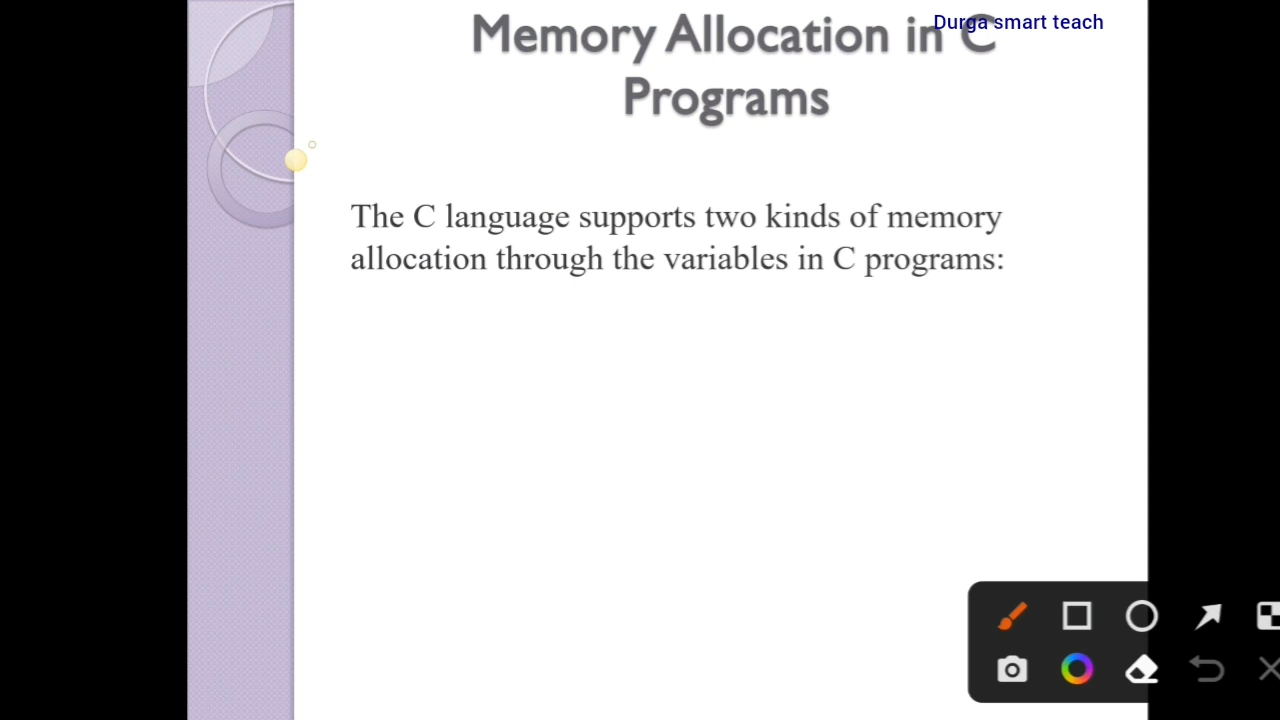 Durga smart teach
Memory Allocation in C
Programs
The C language supports two kinds of memory
allocation through the variables in C programs: